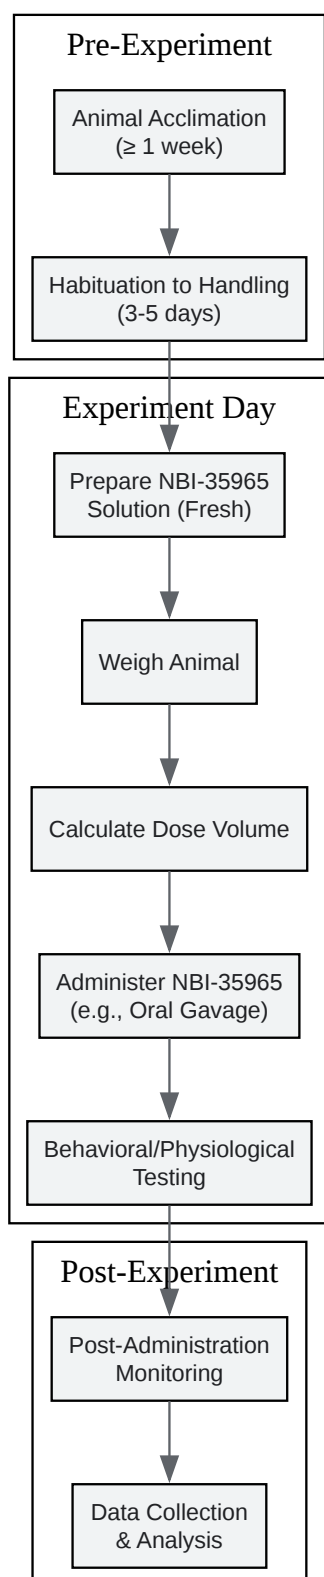 Pre-Experiment
Animal Acclimation
(≥ 1 week)
Habituation to Handling
(3-5 days)
Experiment Day
Prepare NBI-35965
Solution (Fresh)
Weigh Animal
Calculate Dose Volume
Administer NBI-35965
(e.g., Oral Gavage)
Behavioral/Physiological
Testing
Post-Experiment
Post-Administration
Monitoring
Data Collection
& Analysis